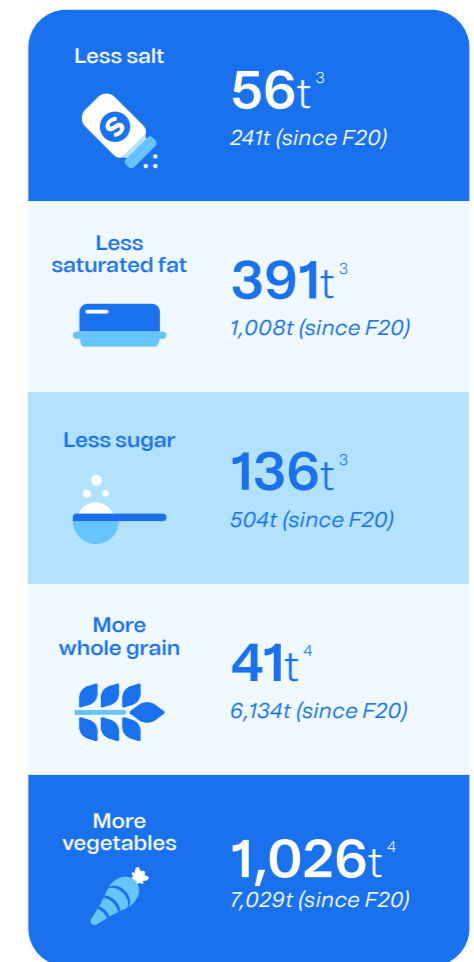 Less salt
56t³
241t (since F20)
Less
saturated fat
391t³
1,008t (since F20)
Less sugar
136t³
504t (since F20)
More
whole grain
41t⁴
6,134t (since F20)
More
vegetables
1,026t⁴
7,029t (since F20)
S